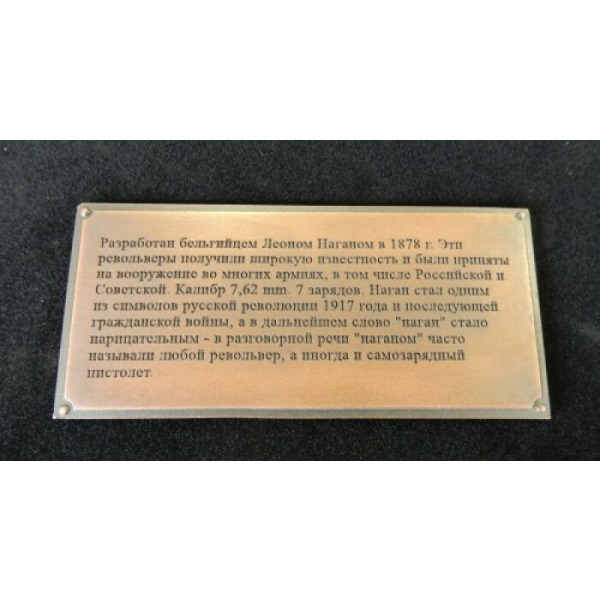 Разработан бельгийцем Леоном Наганом в 1878 г. Эти
револьверы получили широкую известность и были приняты
на вооружение во многих армиях, в том числе Российской и
Советской. Калибр 7,62 mm. 7 зарядов. Наган стал одним
из символов русской революции 1917 года и последующей
гражданской войны, а в дальнейшем слово "наган" стало
нарицательным - в разговорной речи "наганом" часто
называли любой револьвер, а иногда и самозарядный
пистолет.